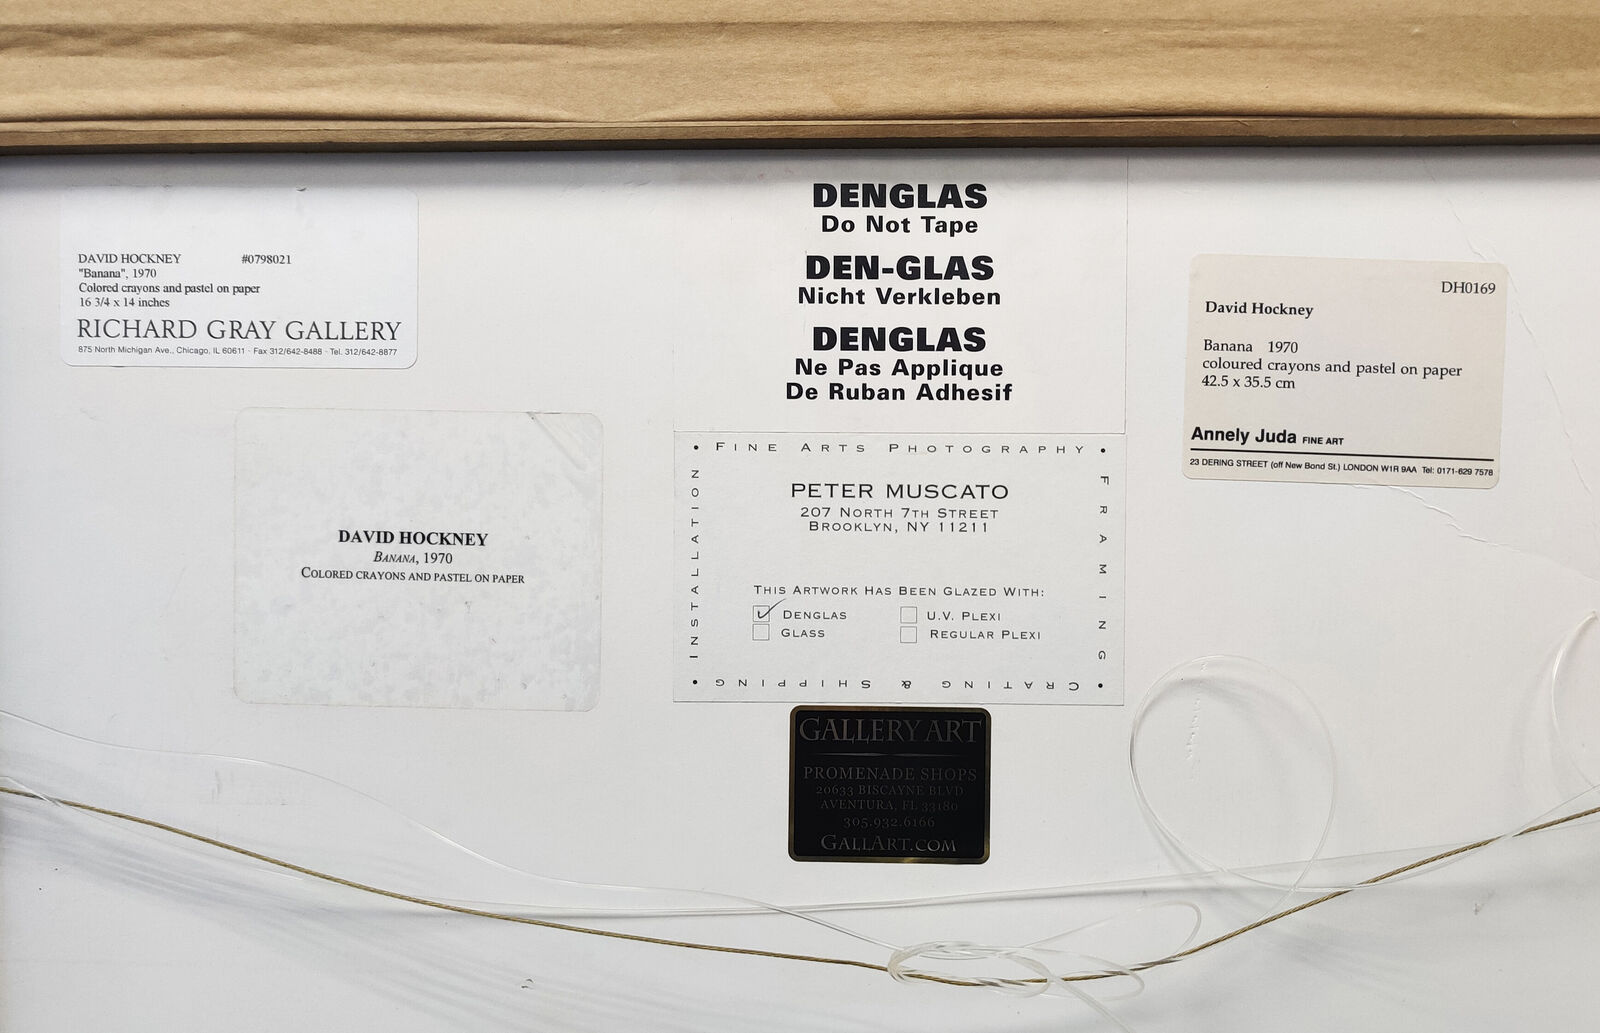 DAVID HOCKNEY #0798021
"Banana", 1970
Colored crayons and pastel on paper
16 3/4 x 14 inches
RICHARD GRAY GALLERY
875 North Michigan Ave., Chicago, IL 60611 · Fax 312/642-8488 · Tel. 312/642-8877
DENGLAS
Do Not Tape
DEN-GLAS
Nicht Verkleben
DENGLAS
Ne Pas Applique
De Ruban Adhesif
DH0169
David Hockney
Banana 1970
coloured crayons and pastel on paper
42.5 x 35.5 cm
Annely Juda FINE ART
23 DERING STREET (off New Bond St.) LONDON W1R 9AA Tel: 0171-629 7578
DAVID HOCKNEY
BANANA, 1970
COLORED CRAYONS AND PASTEL ON PAPER
• FINE ARTS PHOTOGRAPHY •
FRAMING
• CRATING & SHIPPING •
INSTALLATION
PETER MUSCATO
207 NORTH 7TH STREET
BROOKLYN, NY 11211
THIS ARTWORK HAS BEEN GLAZED WITH:
DENGLAS U.V. PLEXI
GLASS REGULAR PLEXI
GALLERY ART
PROMENADE SHOPS
20633 BISCAYNE BLVD
AVENTURA, FL 33180
305.932.6166
GALLART.COM